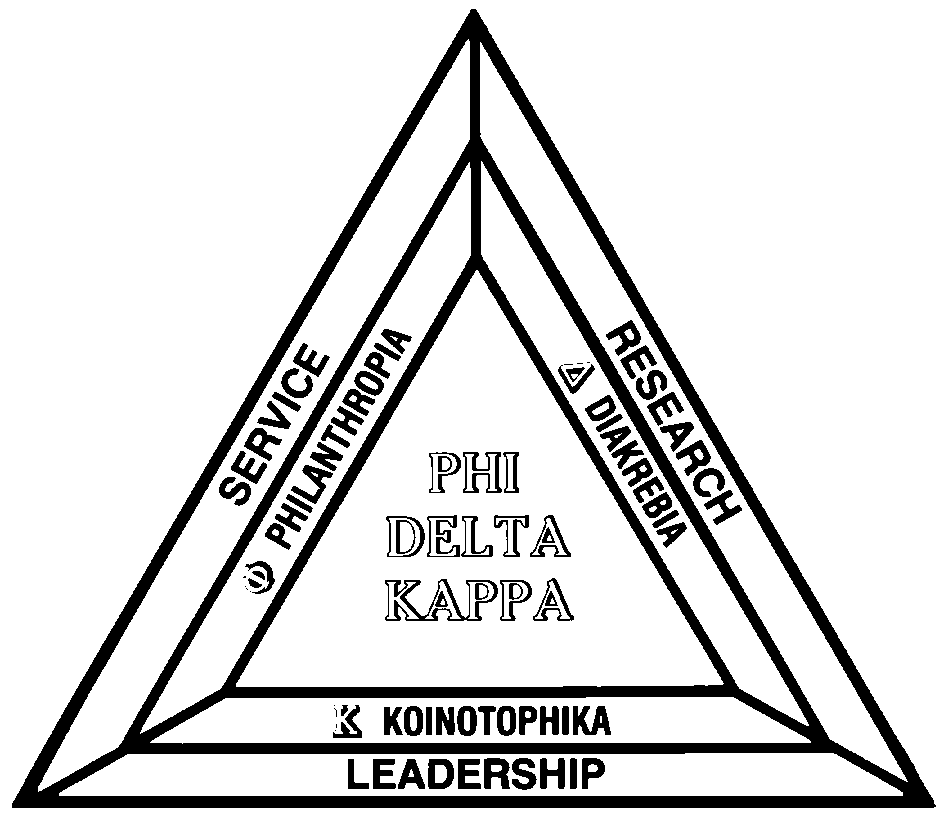 SERVICE
Φ PHILANTHROPIA
RESEARCH
Δ DIAKREBIA
PHI
DELTA
KAPPA
K KOINOTOPHIKA
LEADERSHIP